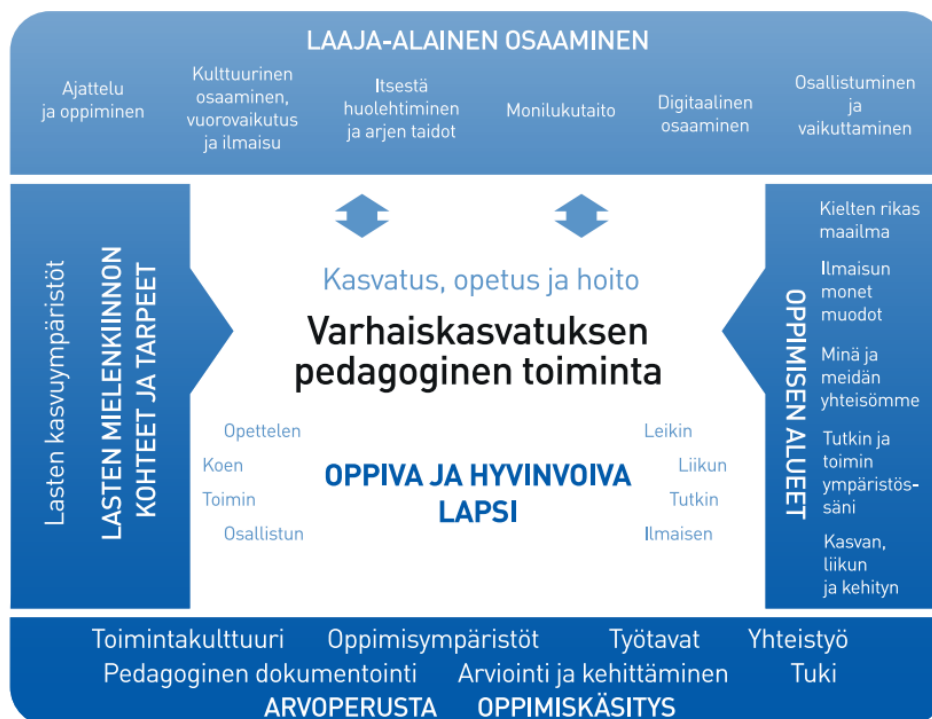 LAAJA-ALAINEN OSAAMINEN
Ajattelu
ja oppiminen
Kulttuurinen
osaaminen,
vuorovaikutus
ja ilmaisu
Itsestä
huolehtiminen
ja arjen taidot
Monilukutaito
Digitaalinen
osaaminen
Osallistuminen
ja
vaikuttaminen
Lasten kasvuympäristöt
LASTEN MIELENKIINNON
KOHTEET JA TARPEET
Kasvatus, opetus ja hoito
Varhaiskasvatuksen
pedagoginen toiminta
Opettelen
Koen
Toimin
Osallistun
OPPIVA JA HYVINVOIVA
LAPSI
Leikin
Liikun
Tutkin
Ilmaisen
OPPIMISEN ALUEET
Kielten rikas
maailma
Ilmaisun
monet
muodot
Minä ja
meidän
yhteisömme
Tutkin ja
toimin
ympäristös-
säni
Kasvan,
liikun
ja kehityn
Toimintakulttuuri Oppimisympäristöt Työtavat Yhteistyö
Pedagoginen dokumentointi Arviointi ja kehittäminen Tuki
ARVOPERUSTA OPPIMISKÄSITYS